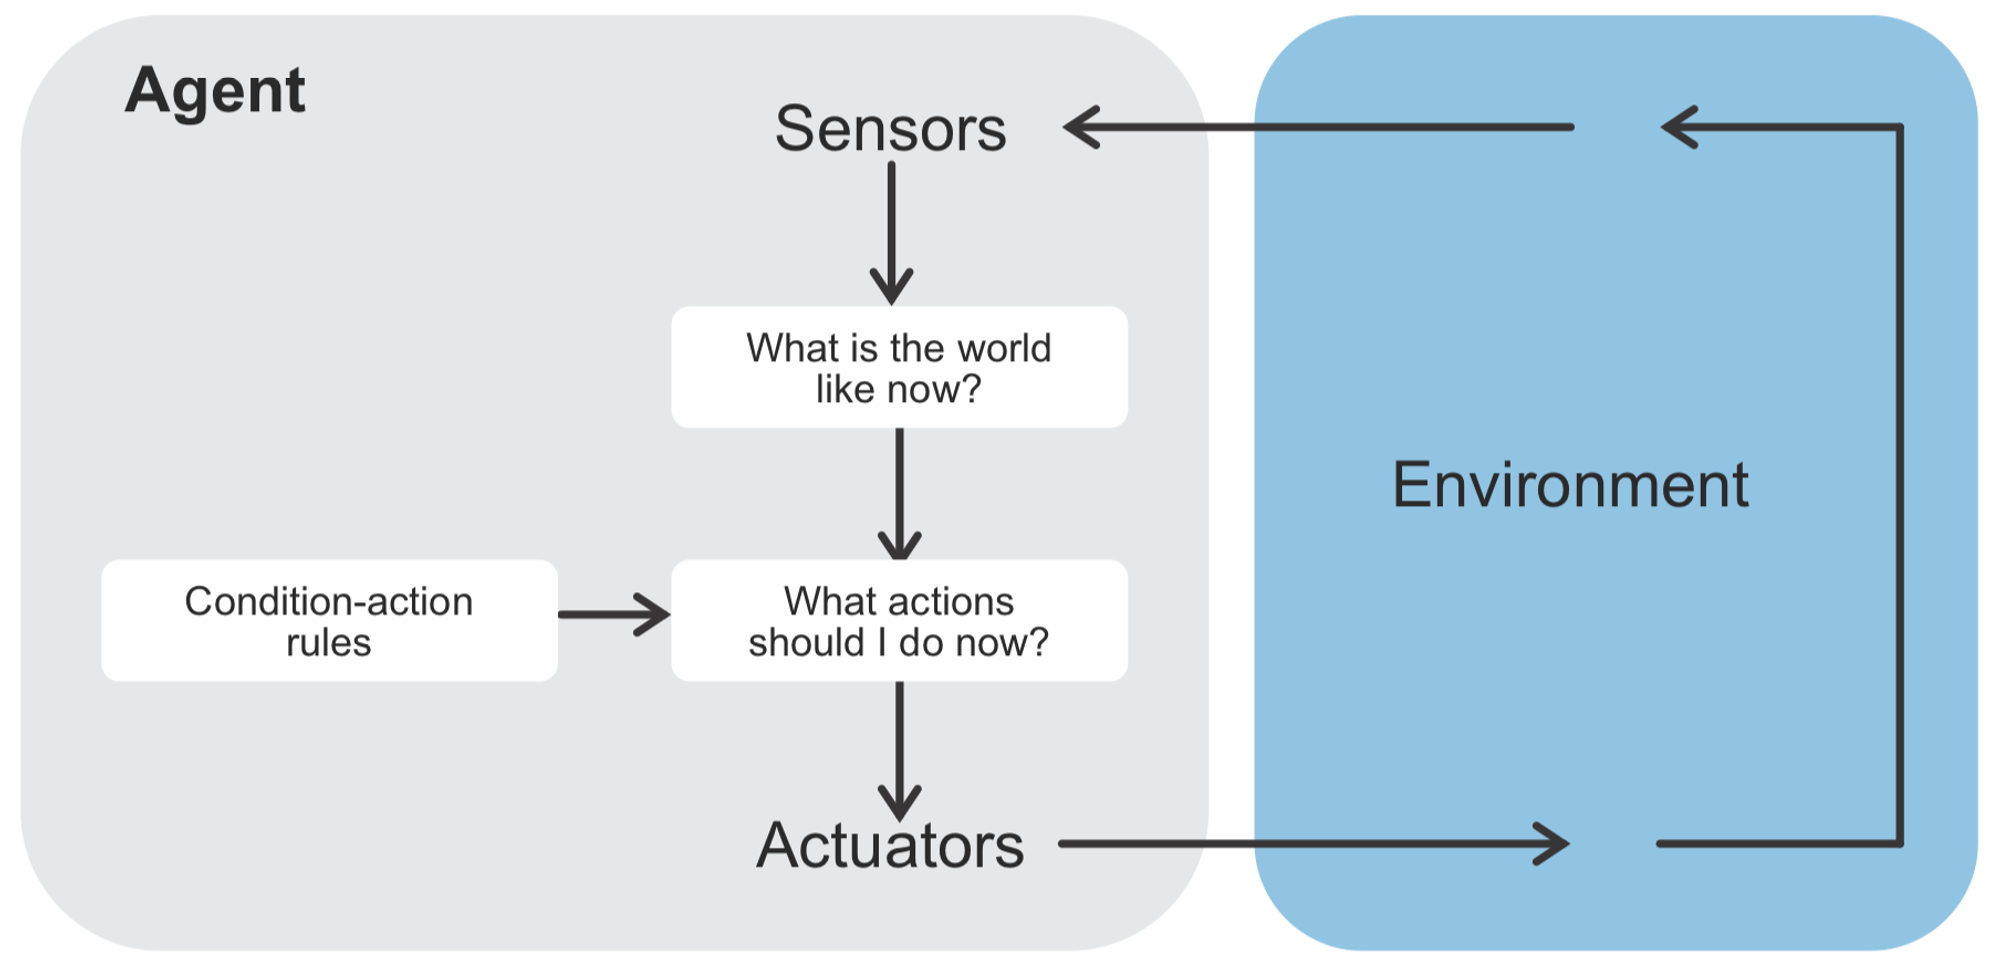 Agent
Sensors
What is the world
like now?
Condition-action
rules
What actions
should I do now?
Actuators
Environment